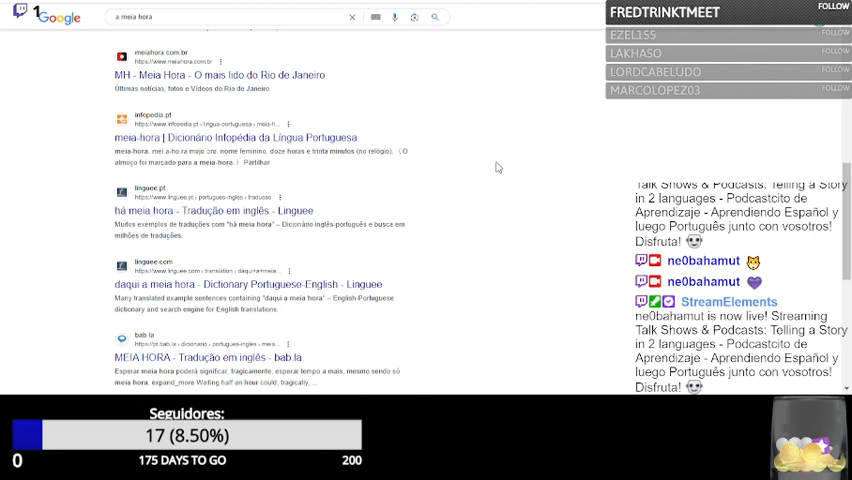 1
Google
a meia hora
FREDTRINKTMEET
FOLLOW
EZEL155
FOLLOW
LAKHASO
FOLLOW
LORDCABELUDO
FOLLOW
MARCOLOPEZ03
FOLLOW
meiahora.com.br
https://www.meiahora.com.br
MH - Meia Hora - O mais lido do Rio de Janeiro
Últimas notícias, fotos e Vídeos do Rio de Janeiro.
infopedia.pt
https://www.infopedia.pt › lingua-portuguesa › meia-h...
meia-hora | Dicionário Infopédia da Língua Portuguesa
nome feminino. doze horas e trinta minutos (no relógio). ( O
almoço foi marcado para a meia-hora. ) Partilhar.
linguee.pt
https://www.linguee.pt › portugues-ingles › traducao
há meia hora - Tradução em inglês - Linguee
Muitos exemplos de traduções com "há meia hora" – Dicionário inglês-português e busca em
milhões de traduções.
linguee.com
https://www.linguee.com › translation › daqui+a+meia...
daqui a meia hora - Dictionary Portuguese-English - Linguee
Many translated example sentences containing "daqui a meia hora" – English-Portuguese
dictionary and search engine for English translations.
bab.la
https://pt.bab.la › dicionario › portugues-ingles › meia...
MEIA HORA - Tradução em inglês - bab.la
Esperar meia hora poderá significar, tragicamente, esperar tempo a mais, mesmo sendo só
meia hora. expand_more Waiting half an hour could, tragically, ...
Talk Shows & Podcasts: Telling a Story
in 2 languages - Podcastcito de
Aprendizaje - Aprendiendo Español y
luego Português junto con vosotros!
Disfruta!
ne0bahamut
ne0bahamut
StreamElements
ne0bahamut is now live! Streaming
Talk Shows & Podcasts: Telling a Story
in 2 languages - Podcastcito de
Aprendizaje - Aprendiendo Español y
luego Português junto con vosotros!
Disfruta!
Seguidores:
17 (8.50%)
0
175 DAYS TO GO
200